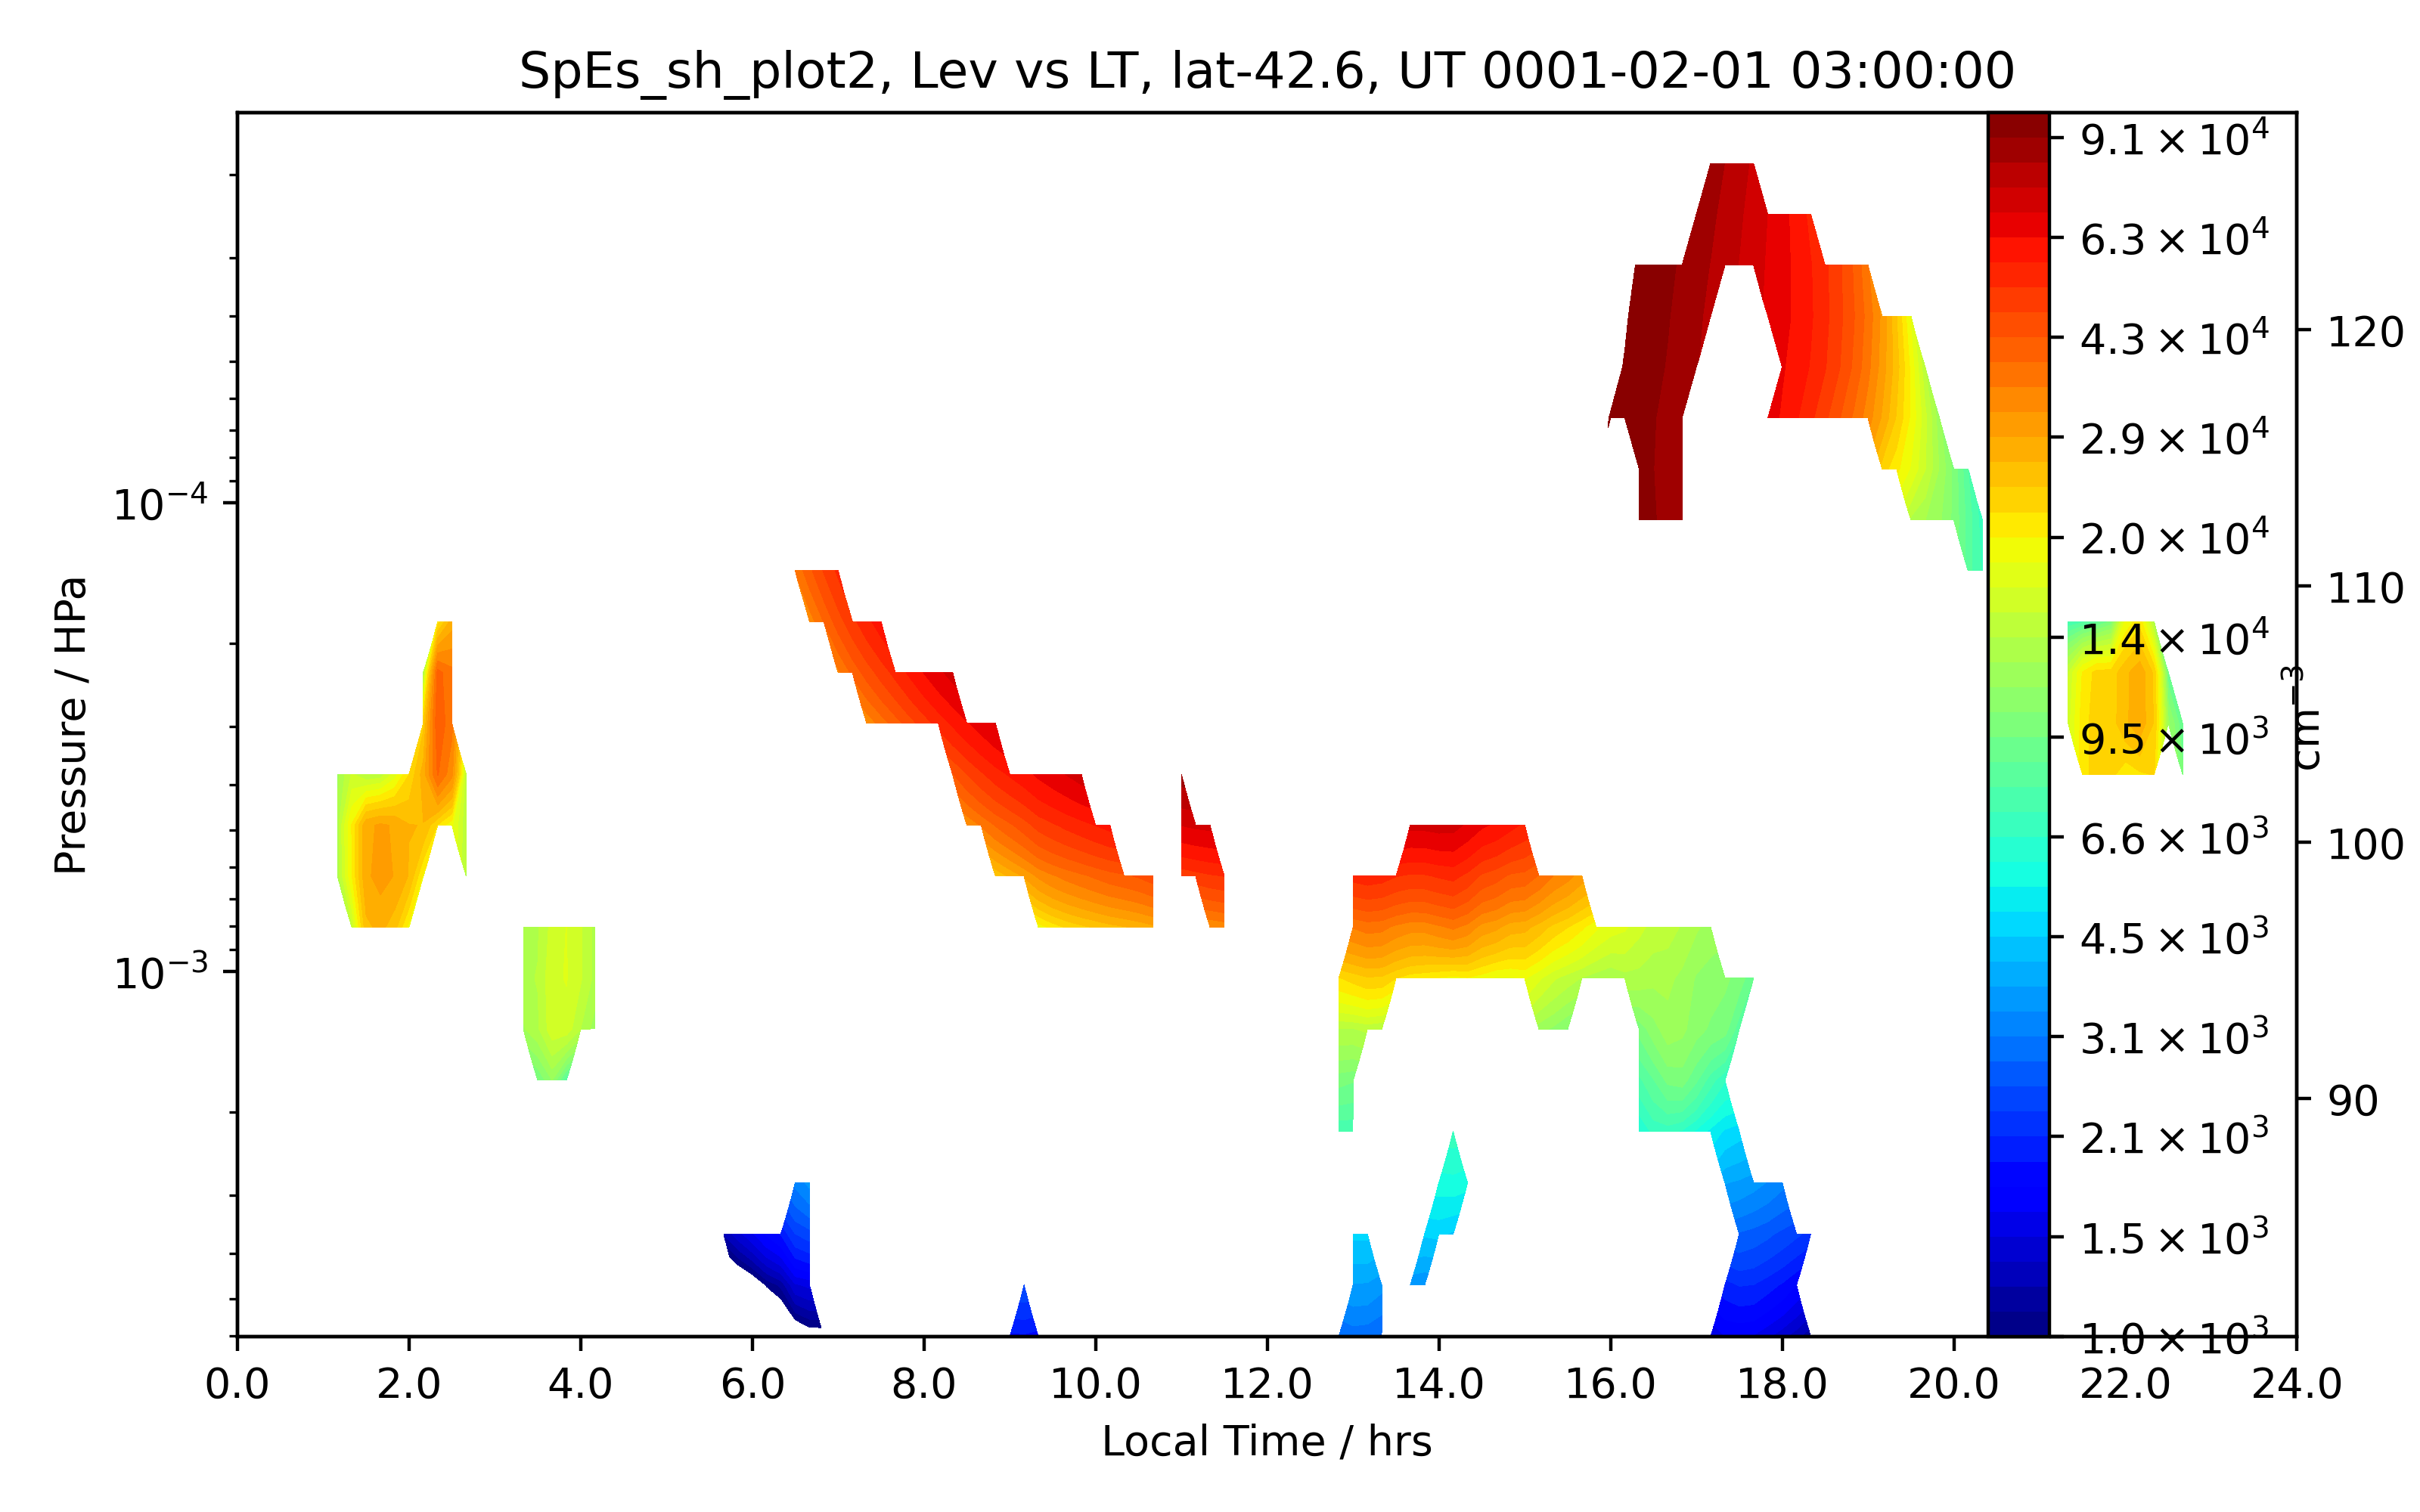 SpEs_sh_plot2, Lev vs LT, lat-42.6, UT 0001-02-01 03:00:00
Pressure / HPa
10⁻⁴
10⁻³
9.1 × 10⁴
6.3 × 10⁴
4.3 × 10⁴
2.9 × 10⁴
2.0 × 10⁴
1.4 × 10⁴
9.5 × 10³
6.6 × 10³
4.5 × 10³
3.1 × 10³
2.1 × 10³
1.5 × 10³
1.0 × 10³
cm⁻³
120
110
100
90
0.0 2.0 4.0 6.0 8.0 10.0 12.0 14.0 16.0 18.0 20.0 22.0 24.0
Local Time / hrs